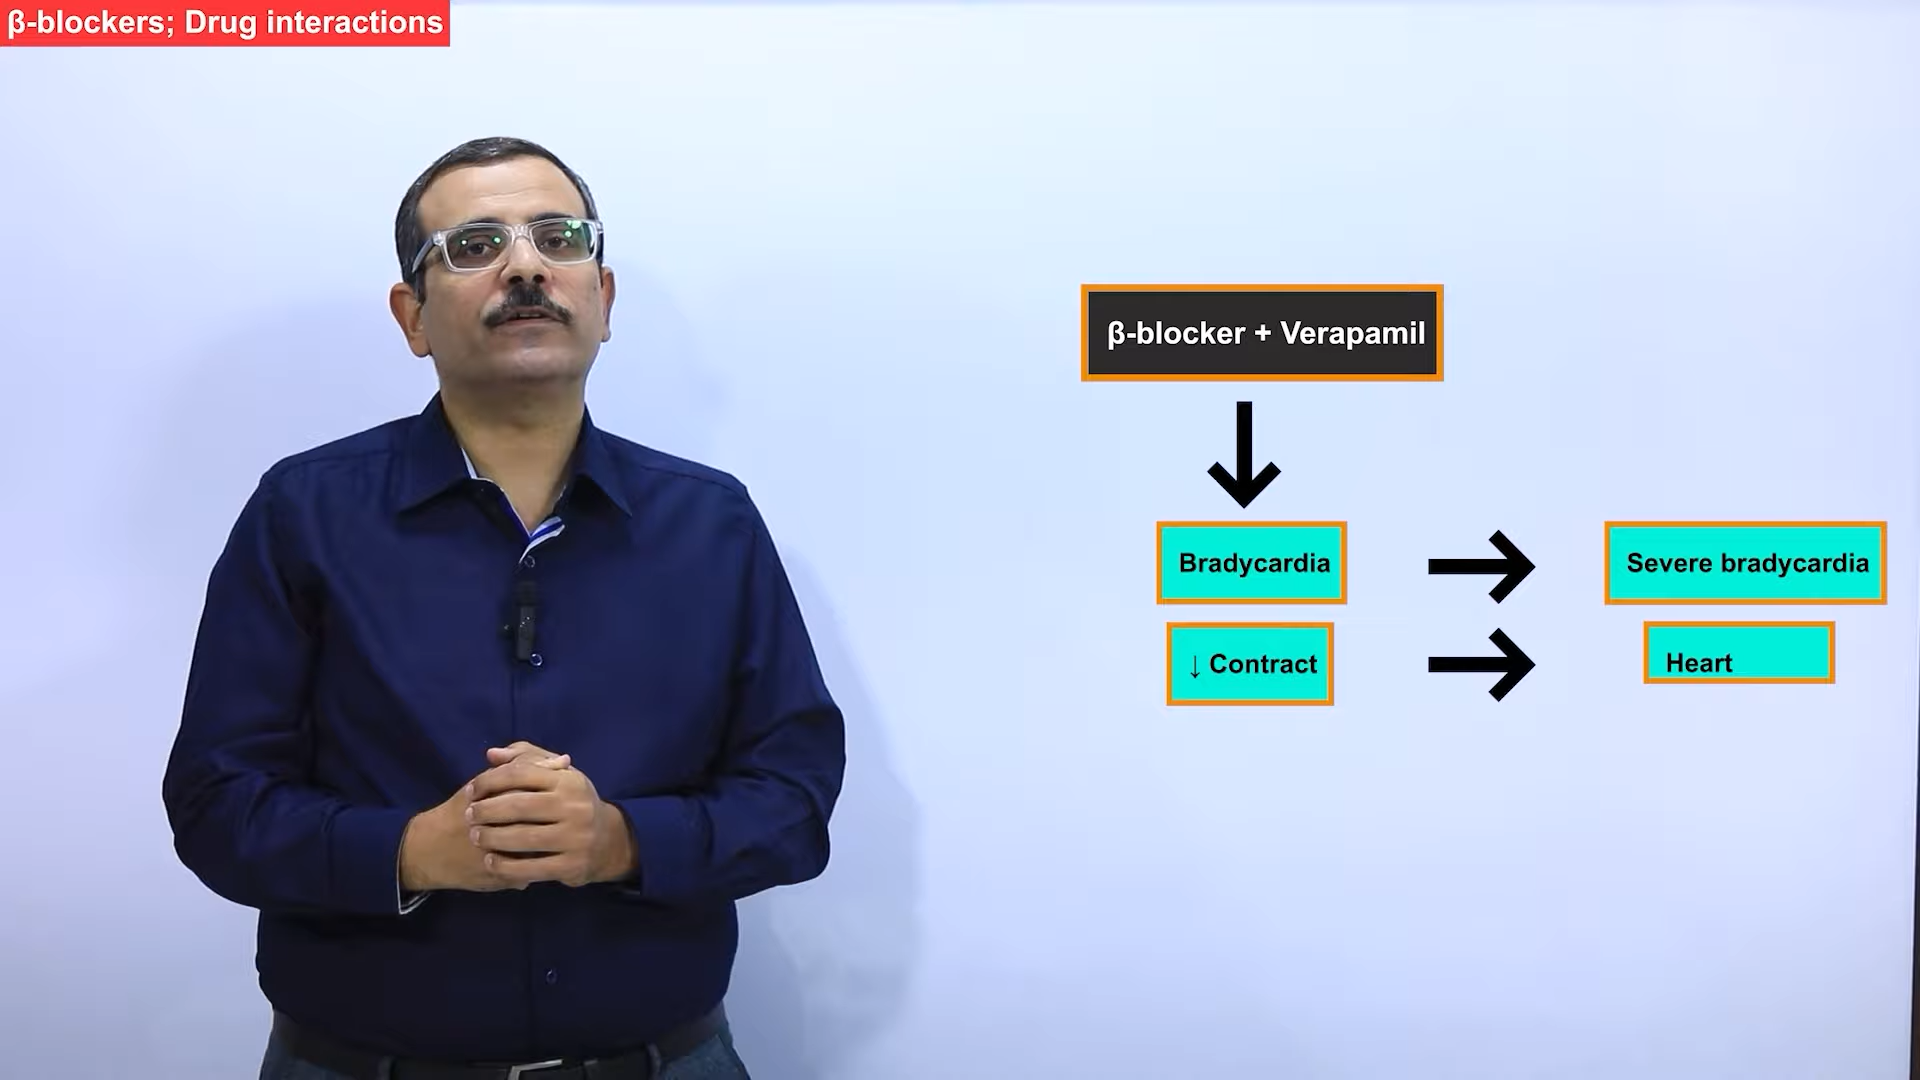 β-blockers; Drug interactions
β-blocker + Verapamil
Bradycardia
Severe bradycardia
↓ Contract
Heart